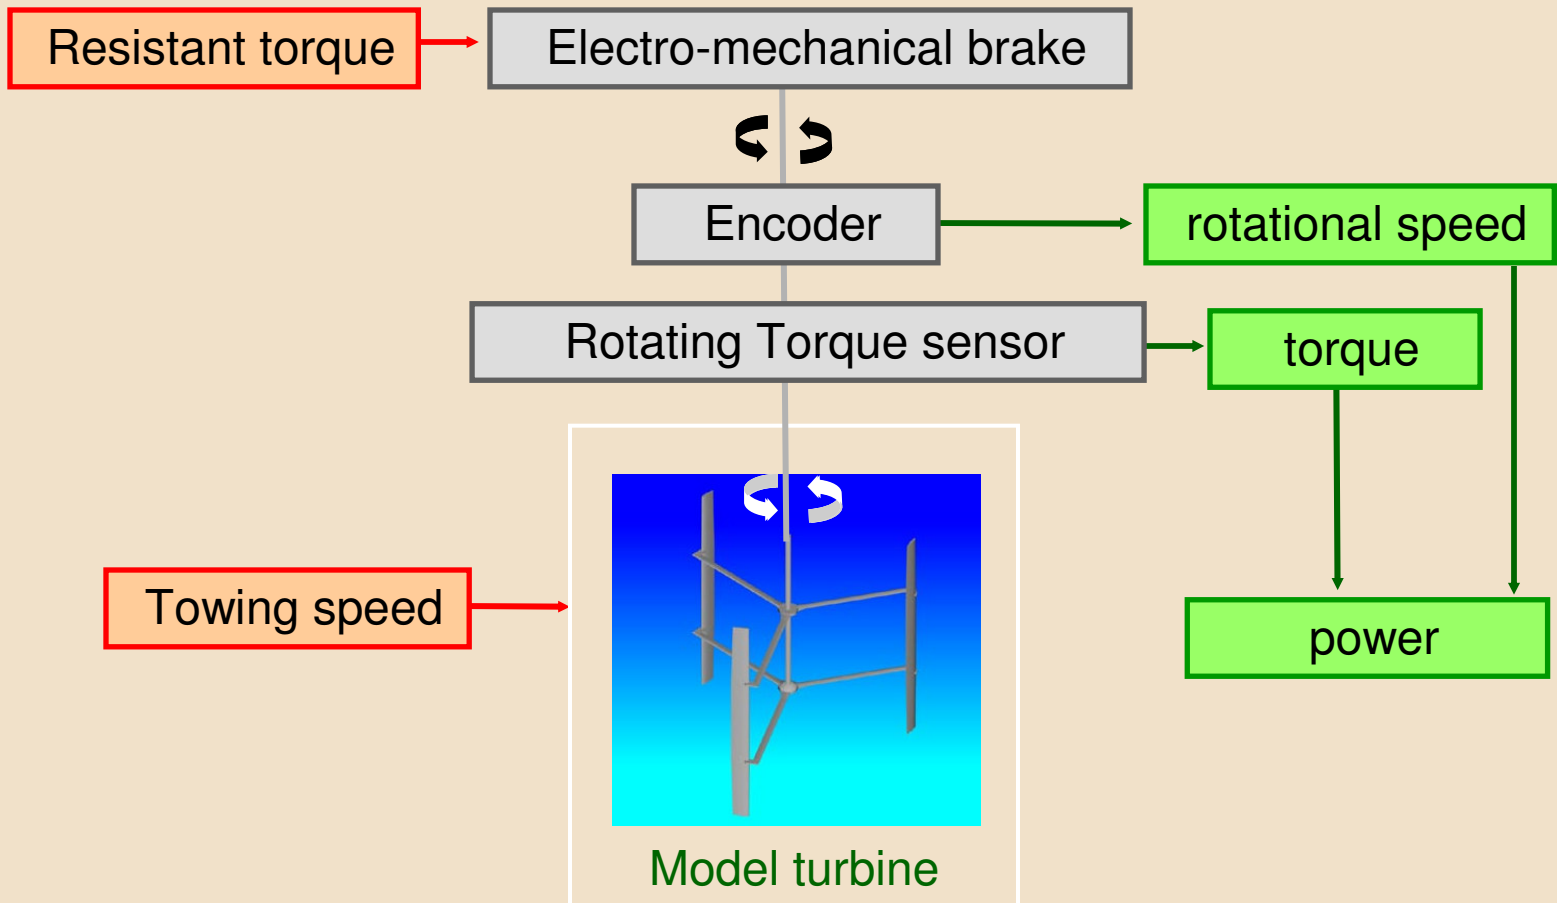 Resistant torque
Electro-mechanical brake
Encoder
rotational speed
Rotating Torque sensor
torque
Towing speed
power
Model turbine